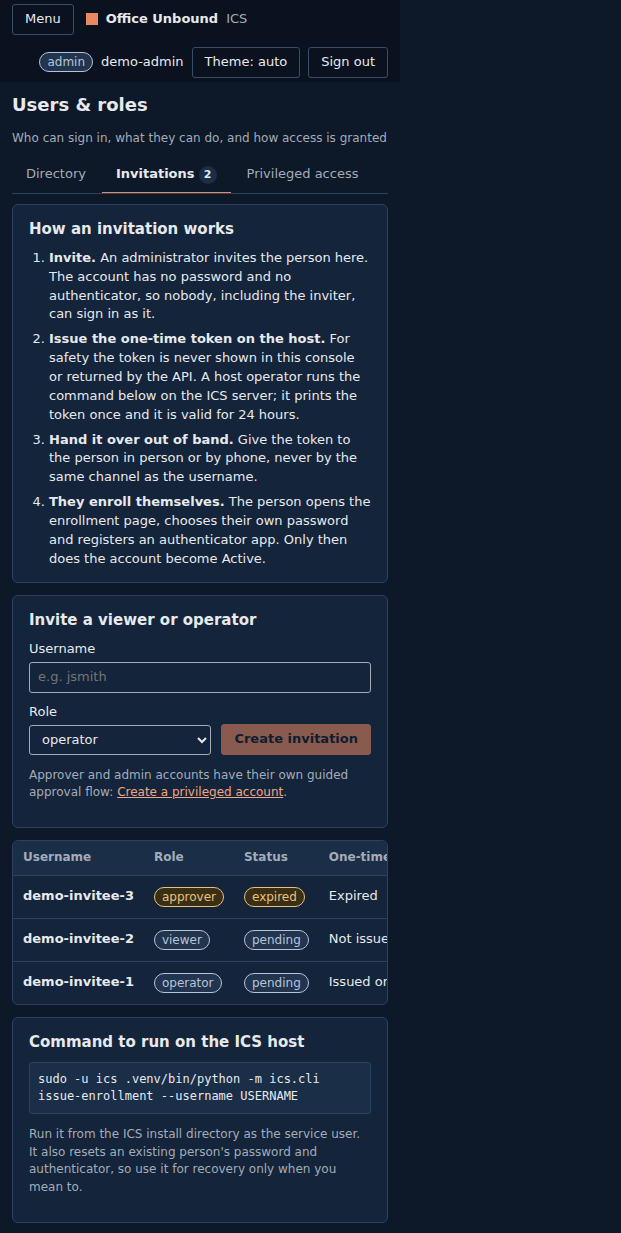 Menu Office Unbound ICS
admin demo-admin Theme: auto Sign out
Users & roles
Who can sign in, what they can do, and how access is granted
Directory Invitations 2 Privileged access
How an invitation works
1. Invite. An administrator invites the person here.
The account has no password and no
authenticator, so nobody, including the inviter,
can sign in as it.
2. Issue the one-time token on the host. For
safety the token is never shown in this console
or returned by the API. A host operator runs the
command below on the ICS server; it prints the
token once and it is valid for 24 hours.
3. Hand it over out of band. Give the token to
the person in person or by phone, never by the
same channel as the username.
4. They enroll themselves. The person opens the
enrollment page, chooses their own password
and registers an authenticator app. Only then
does the account become Active.
Invite a viewer or operator
Username
e.g. jsmith
Role
operator Create invitation
Approver and admin accounts have their own guided
approval flow: Create a privileged account.
Username Role Status One-time
demo-invitee-3 approver expired Expired
demo-invitee-2 viewer pending Not issue
demo-invitee-1 operator pending Issued or
Command to run on the ICS host
sudo -u ics .venv/bin/python -m ics.cli
issue-enrollment --username USERNAME
Run it from the ICS install directory as the service user.
It also resets an existing person's password and
authenticator, so use it for recovery only when you
mean to.